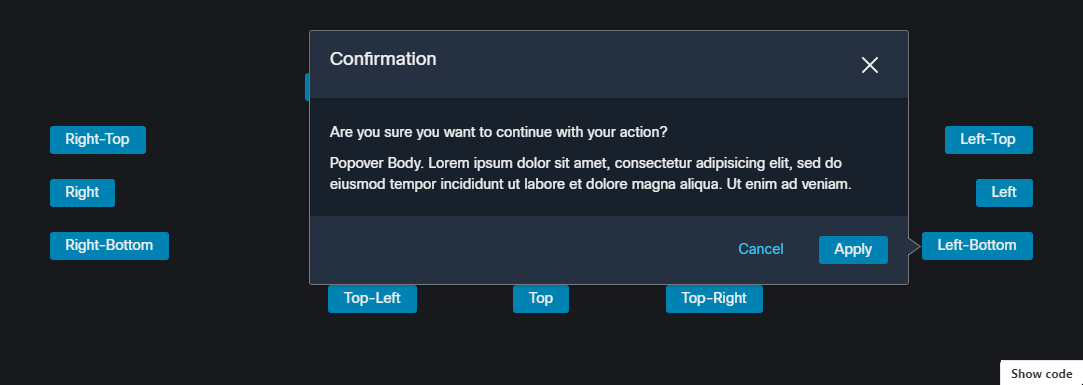 Confirmation
Are you sure you want to continue with your action?
Popover Body. Lorem ipsum dolor sit amet, consectetur adipisicing elit, sed do
eiusmod tempor incididunt ut labore et dolore magna aliqua. Ut enim ad veniam.
Cancel
Apply
Right-Top
Left-Top
Right
Left
Right-Bottom
Left-Bottom
Top-Left
Top
Top-Right
Show code